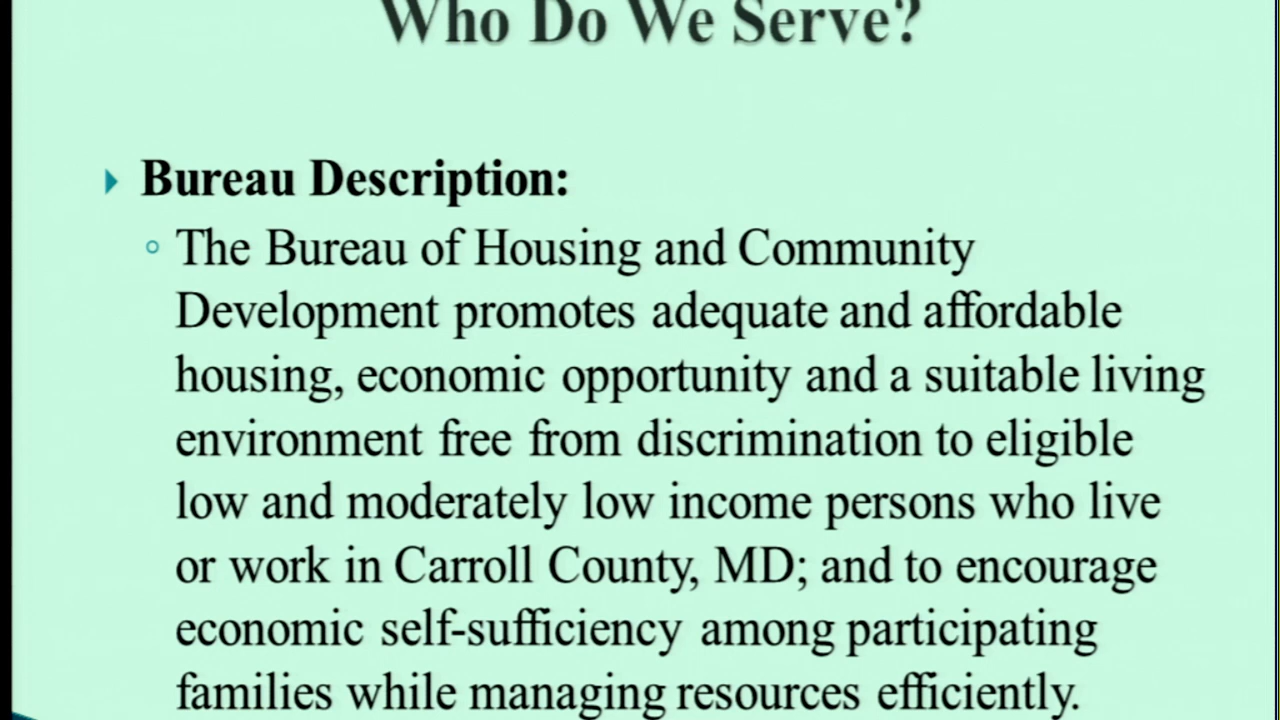 Who Do We Serve?
Bureau Description:
The Bureau of Housing and Community
Development promotes adequate and affordable
housing, economic opportunity and a suitable living
environment free from discrimination to eligible
low and moderately low income persons who live
or work in Carroll County, MD; and to encourage
economic self-sufficiency among participating
families while managing resources efficiently.